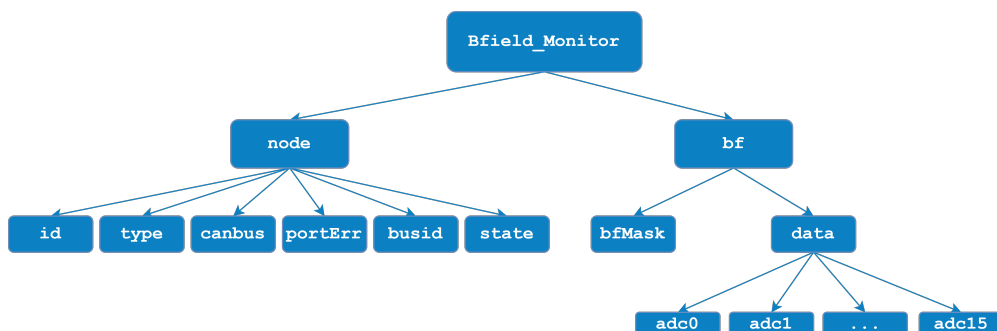 Bfield_Monitor
node
bf
id
type
canbus
portErr
busid
state
bfMask
data
adc0
adc1
...
adc15